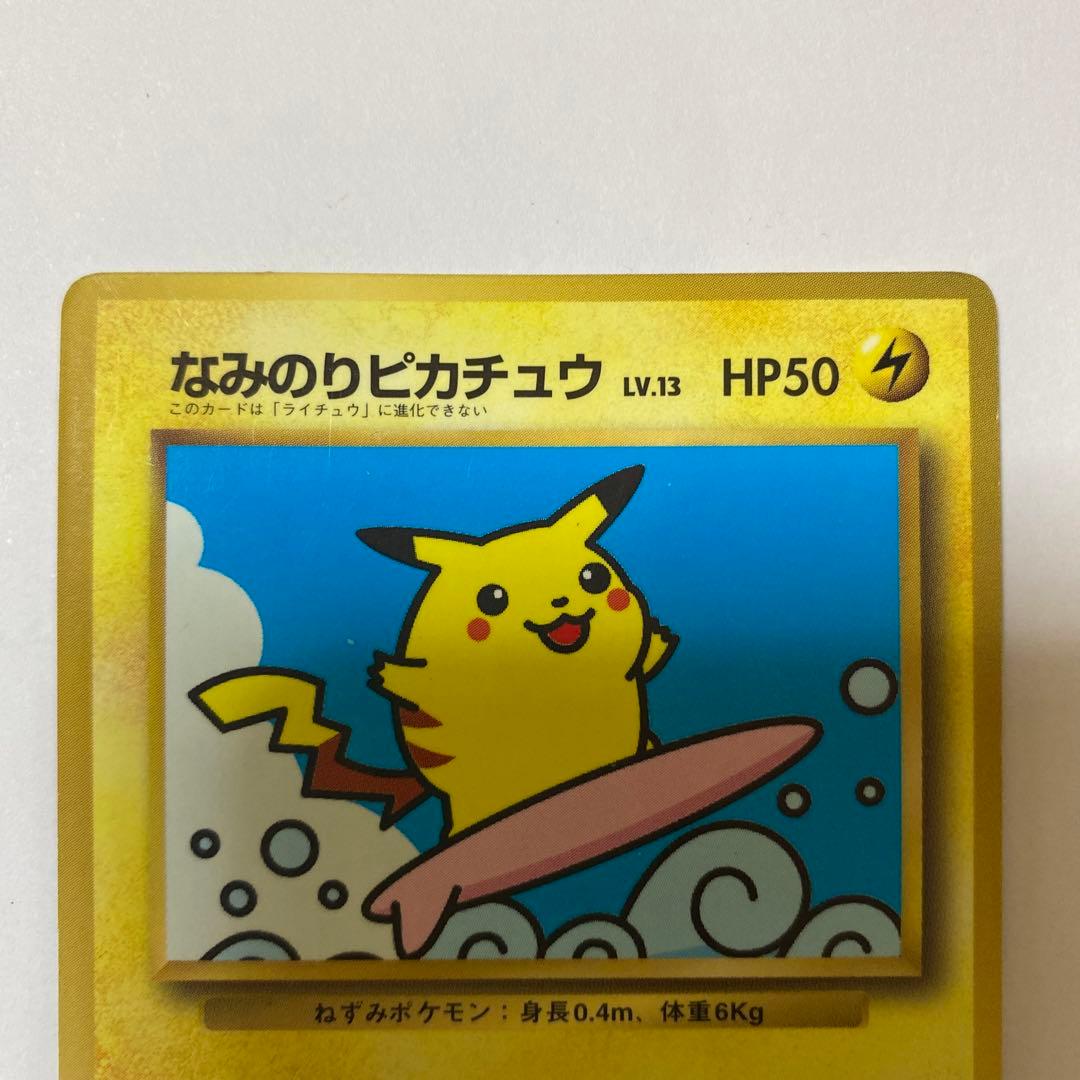 なみのりピカチュウ LV.13 HP50
このカードは「ライチュウ」に進化できない
ねずみポケモン：身長0.4m、体重6Kg